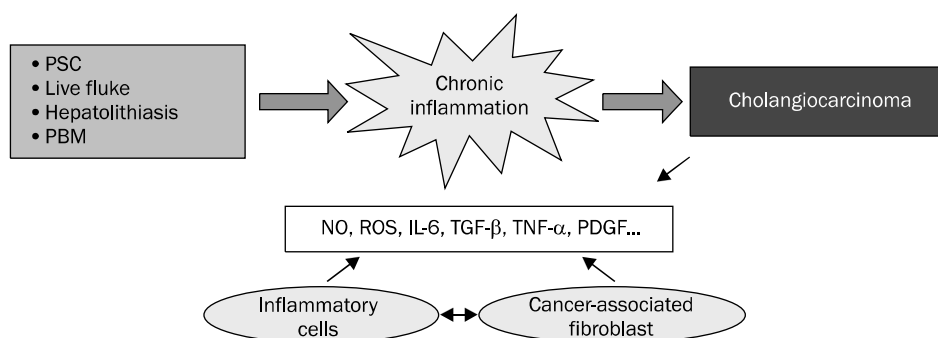 • PSC
• Live fluke
• Hepatolithiasis
• PBM
Chronic
inflammation
Cholangiocarcinoma
NO, ROS, IL-6, TGF-β, TNF-α, PDGF...
Inflammatory
cells
Cancer-associated
fibroblast